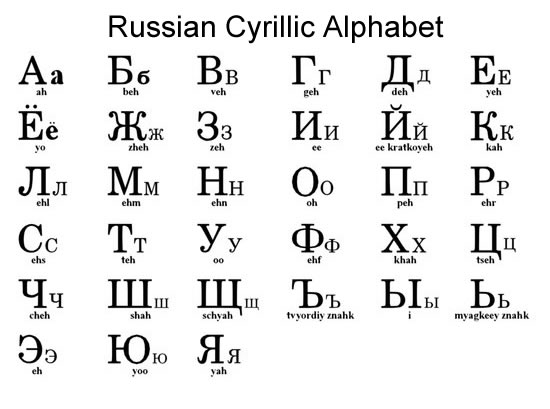 Russian Cyrillic Alphabet
Аа Бб Вв Гг Дд Ее
ah beh veh geh deh yeh
Ёё Жж Зз Ии Йй Кк
yo zheh zeh ee ee kratkoyeh kah
Лл Мм Нн Оо Пп Рр
ehl ehm ehn oh peh ehr
Сс Тт Уу Фф Хх Цц
ehs teh oo ehf khah tseh
Чч Шш Щщ Ъъ Ыы Ьь
cheh shah schyah tvyordiy znahk i myagkeey znahk
Ээ Юю Яя
eh yoo yah